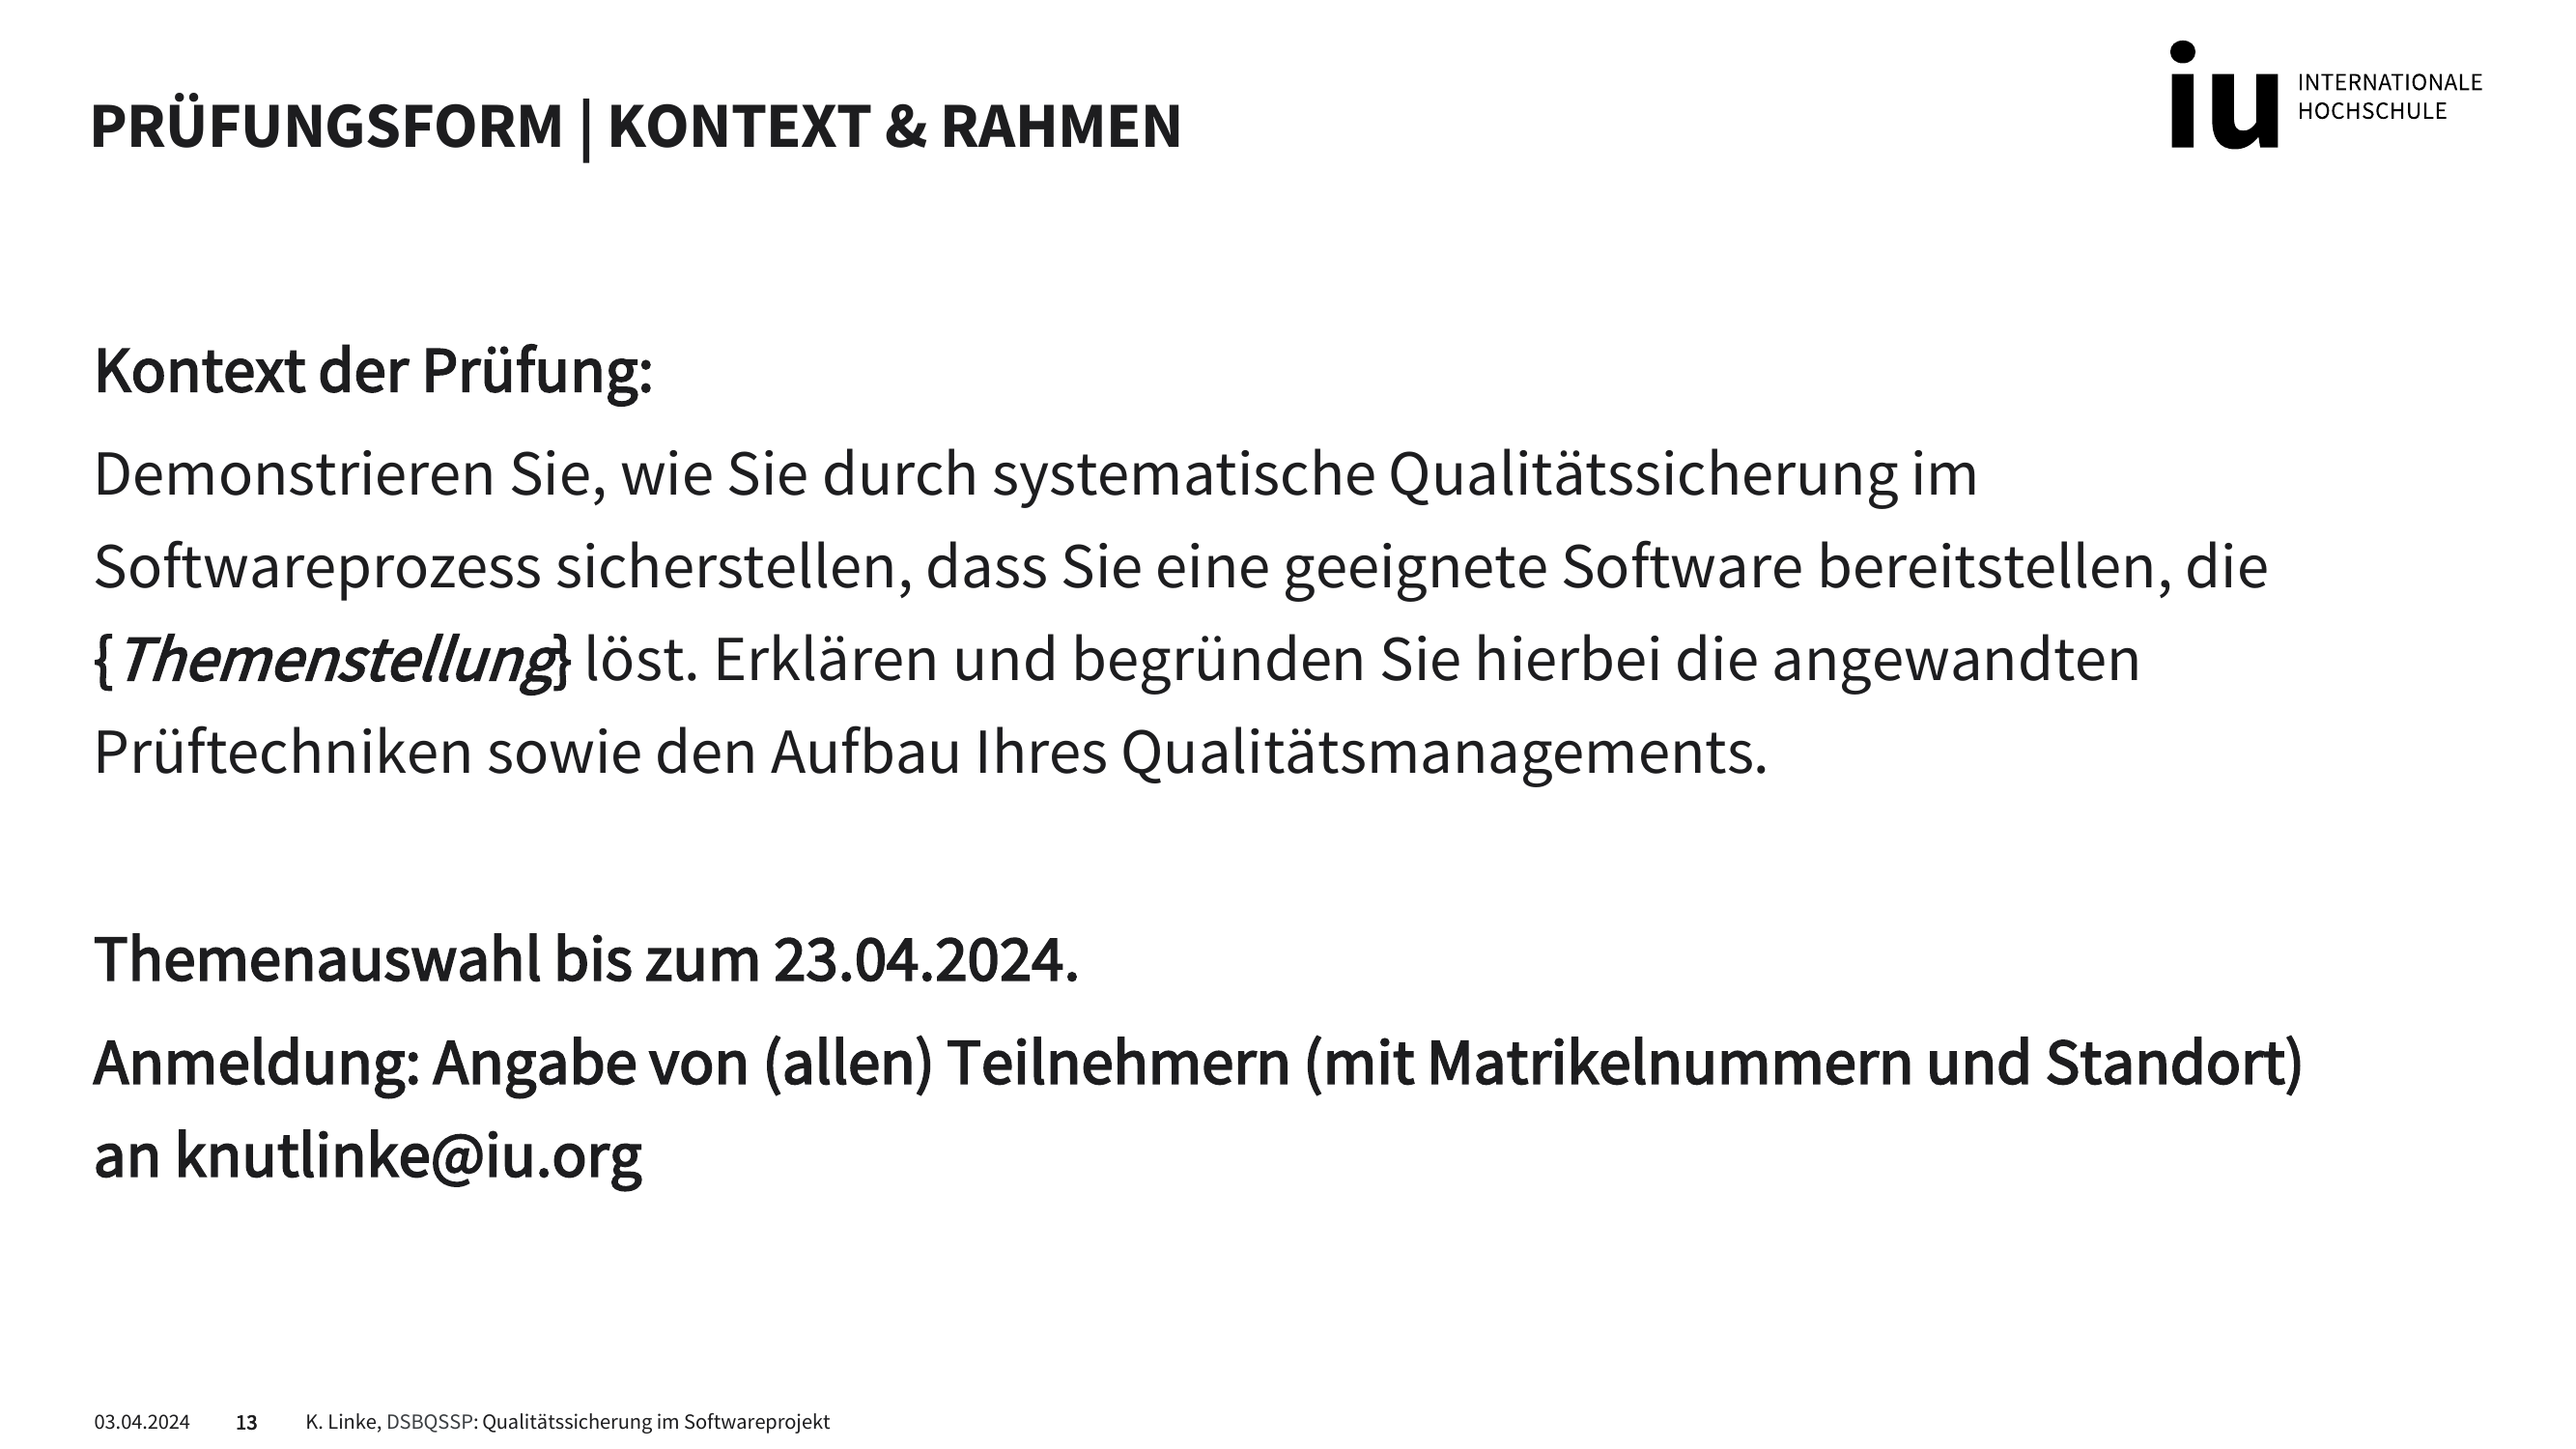 PRÜFUNGSFORM | KONTEXT & RAHMEN
iu INTERNATIONALE
HOCHSCHULE
Kontext der Prüfung:
Demonstrieren Sie, wie Sie durch systematische Qualitätssicherung im
Softwareprozess sicherstellen, dass Sie eine geeignete Software bereitstellen, die
{Themenstellung} löst. Erklären und begründen Sie hierbei die angewandten
Prüftechniken sowie den Aufbau Ihres Qualitätsmanagements.
Themenauswahl bis zum 23.04.2024.
Anmeldung: Angabe von (allen) Teilnehmern (mit Matrikelnummern und Standort)
an knutlinke@iu.org
03.04.2024 13 K. Linke, DSBQSSP: Qualitätssicherung im Softwareprojekt